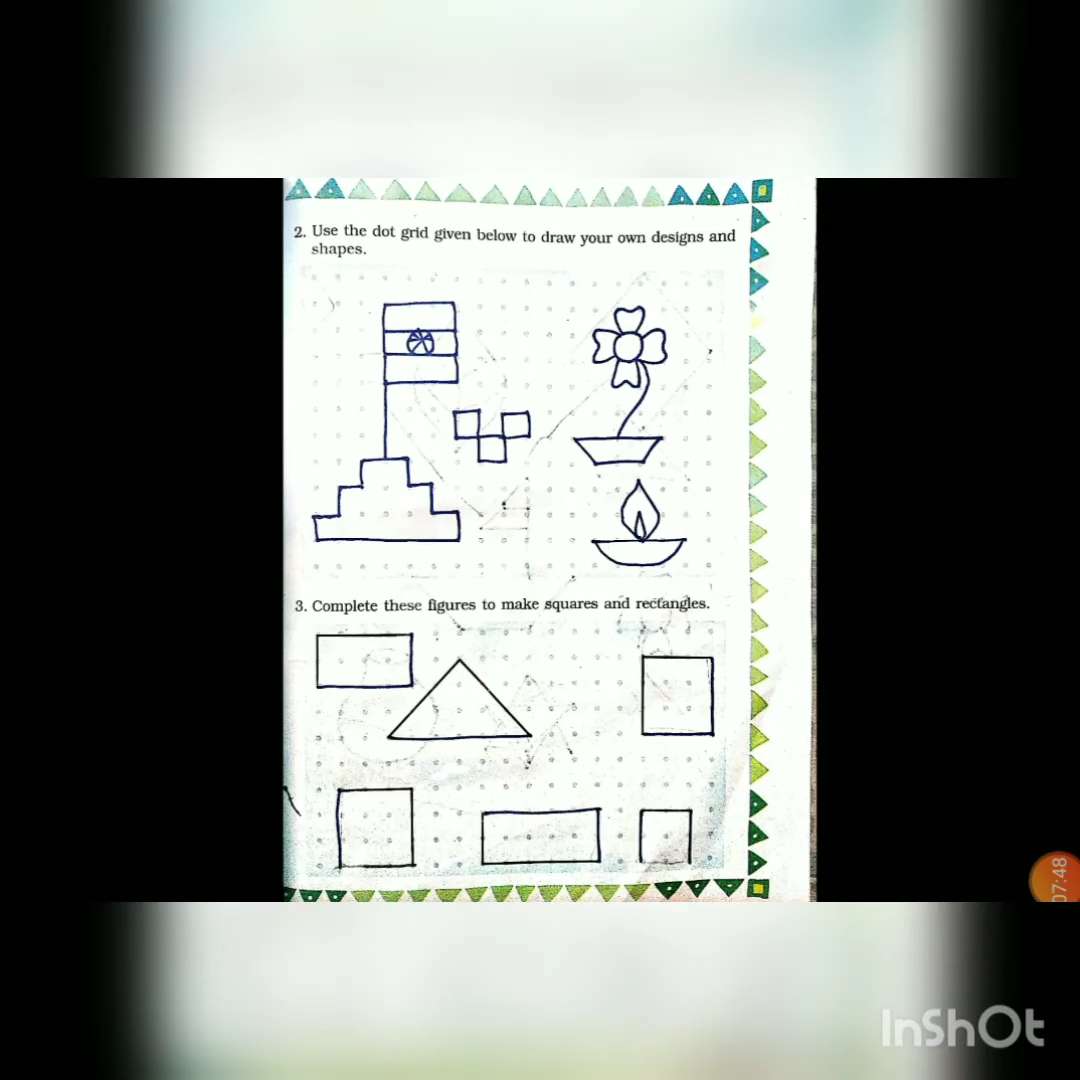 2. Use the dot grid given below to draw your own designs and
shapes.
3. Complete these figures to make squares and rectangles.
07:48
InShOt